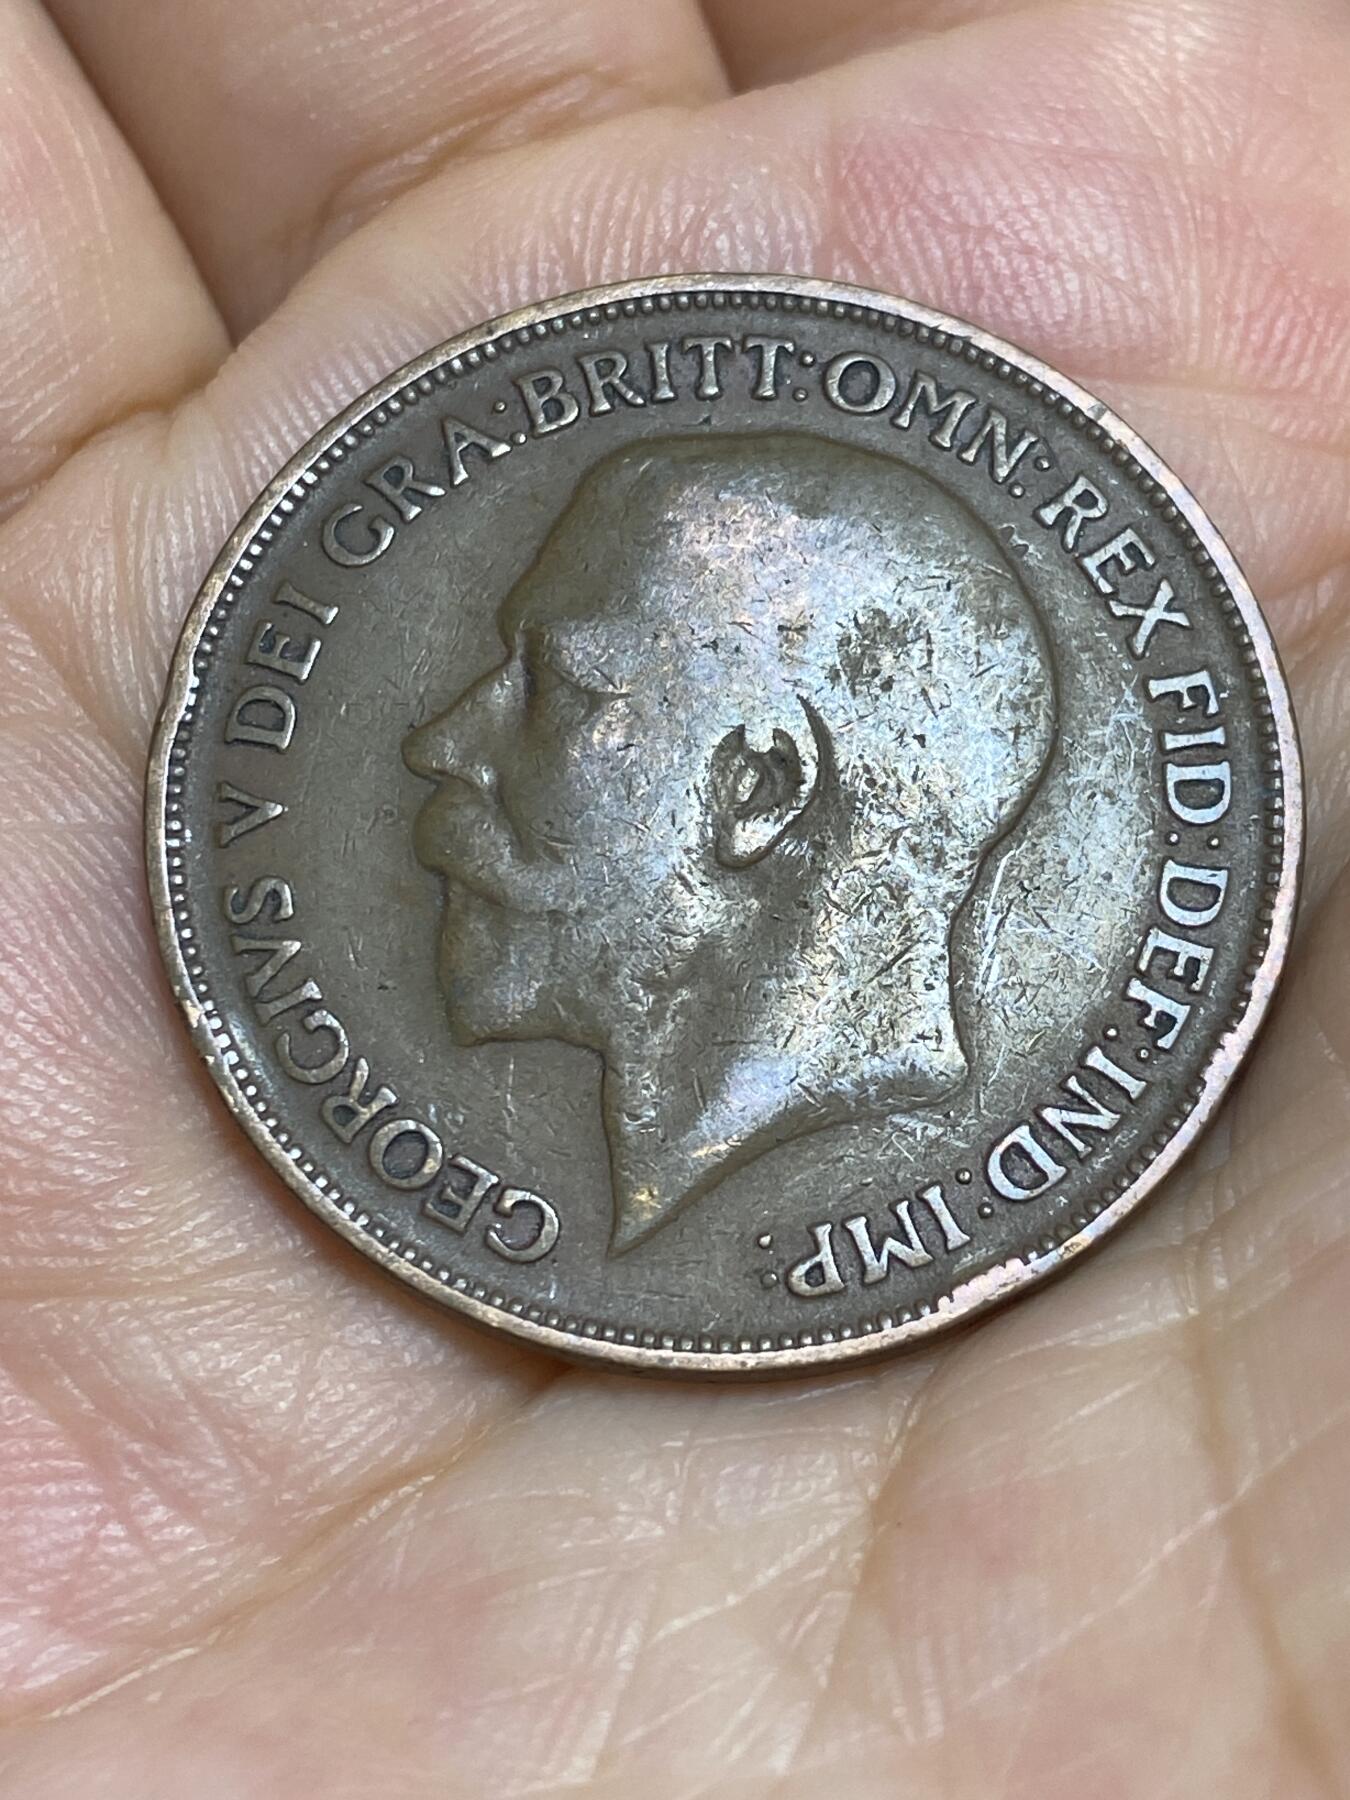 GEORGIVS V DEI GRA: BRITT: OMN: REX FID: DEF: IND: IMP: